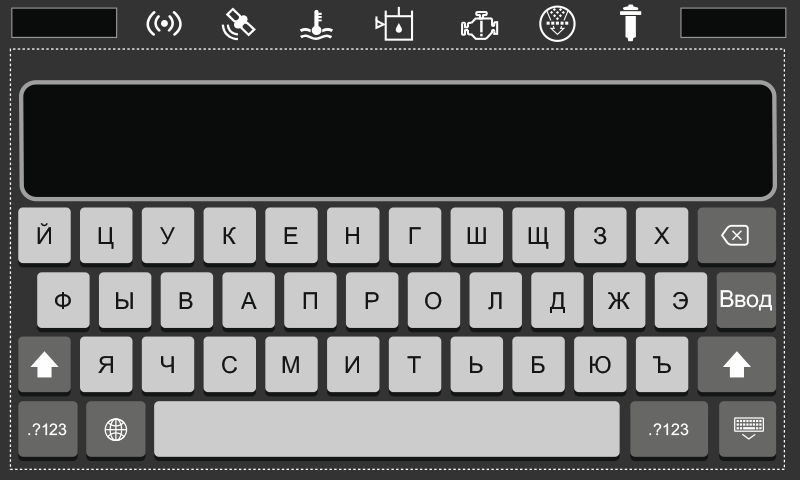 Й Ц У К Е Н Г Ш Щ З Х
Ф Ы В А П Р О Л Д Ж Э Ввод
Я Ч С М И Т Ь Б Ю Ъ
.?123 .?123